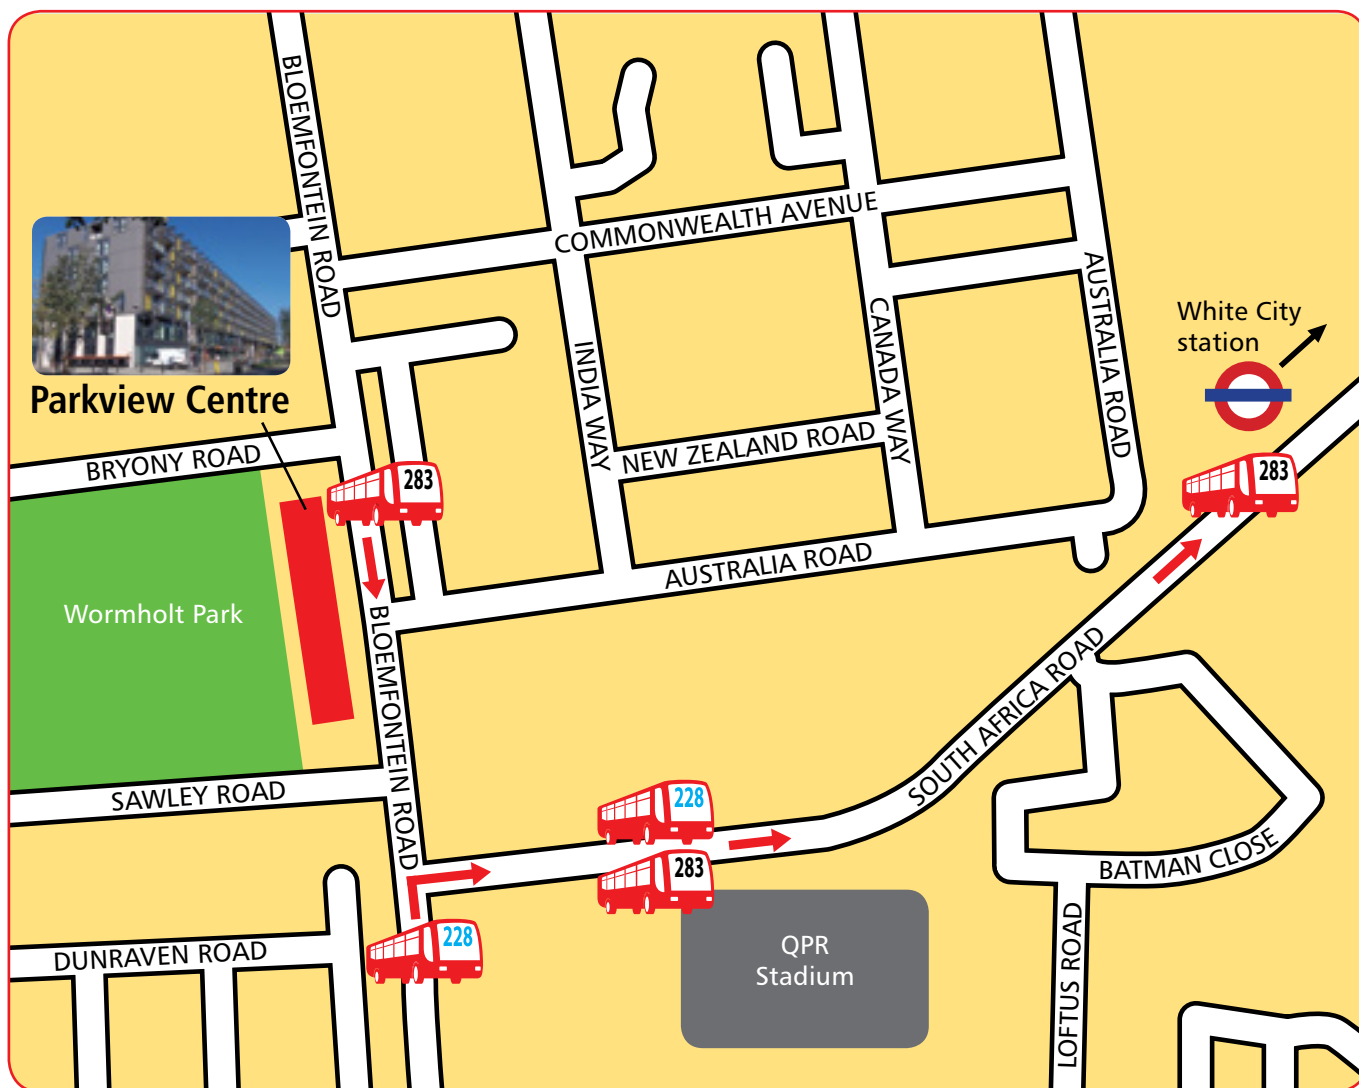 BLOEMFONTEIN ROAD
COMMONWEALTH AVENUE
Parkview Centre
BRYONY ROAD
283
INDIA WAY
NEW ZEALAND ROAD
CANADA WAY
AUSTRALIA ROAD
White City
station
283
Wormholt Park
AUSTRALIA ROAD
BLOEMFONTEIN ROAD
SOUTH AFRICA ROAD
SAWLEY ROAD
228
283
BATMAN CLOSE
DUNRAVEN ROAD
228
QPR
Stadium
LOFTUS ROAD